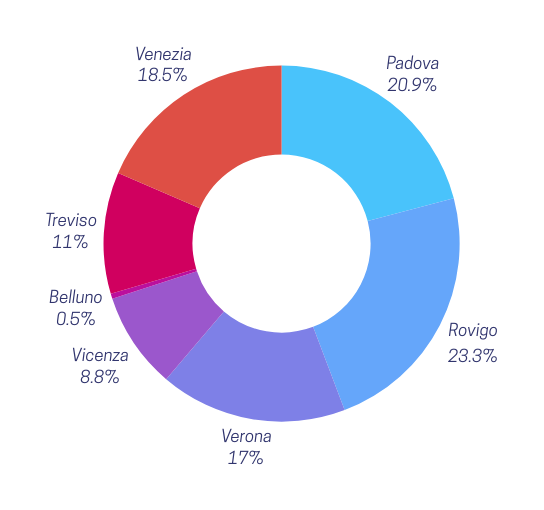 Venezia
18.5%
Padova
20.9%
Treviso
11%
Belluno
0.5%
Rovigo
23.3%
Vicenza
8.8%
Verona
17%